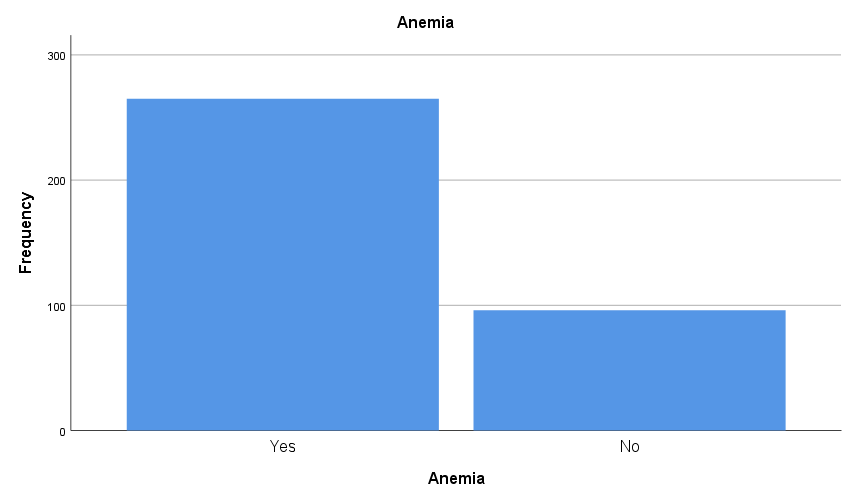 Anemia
300
200
100
0
Frequency
Yes
No
Anemia